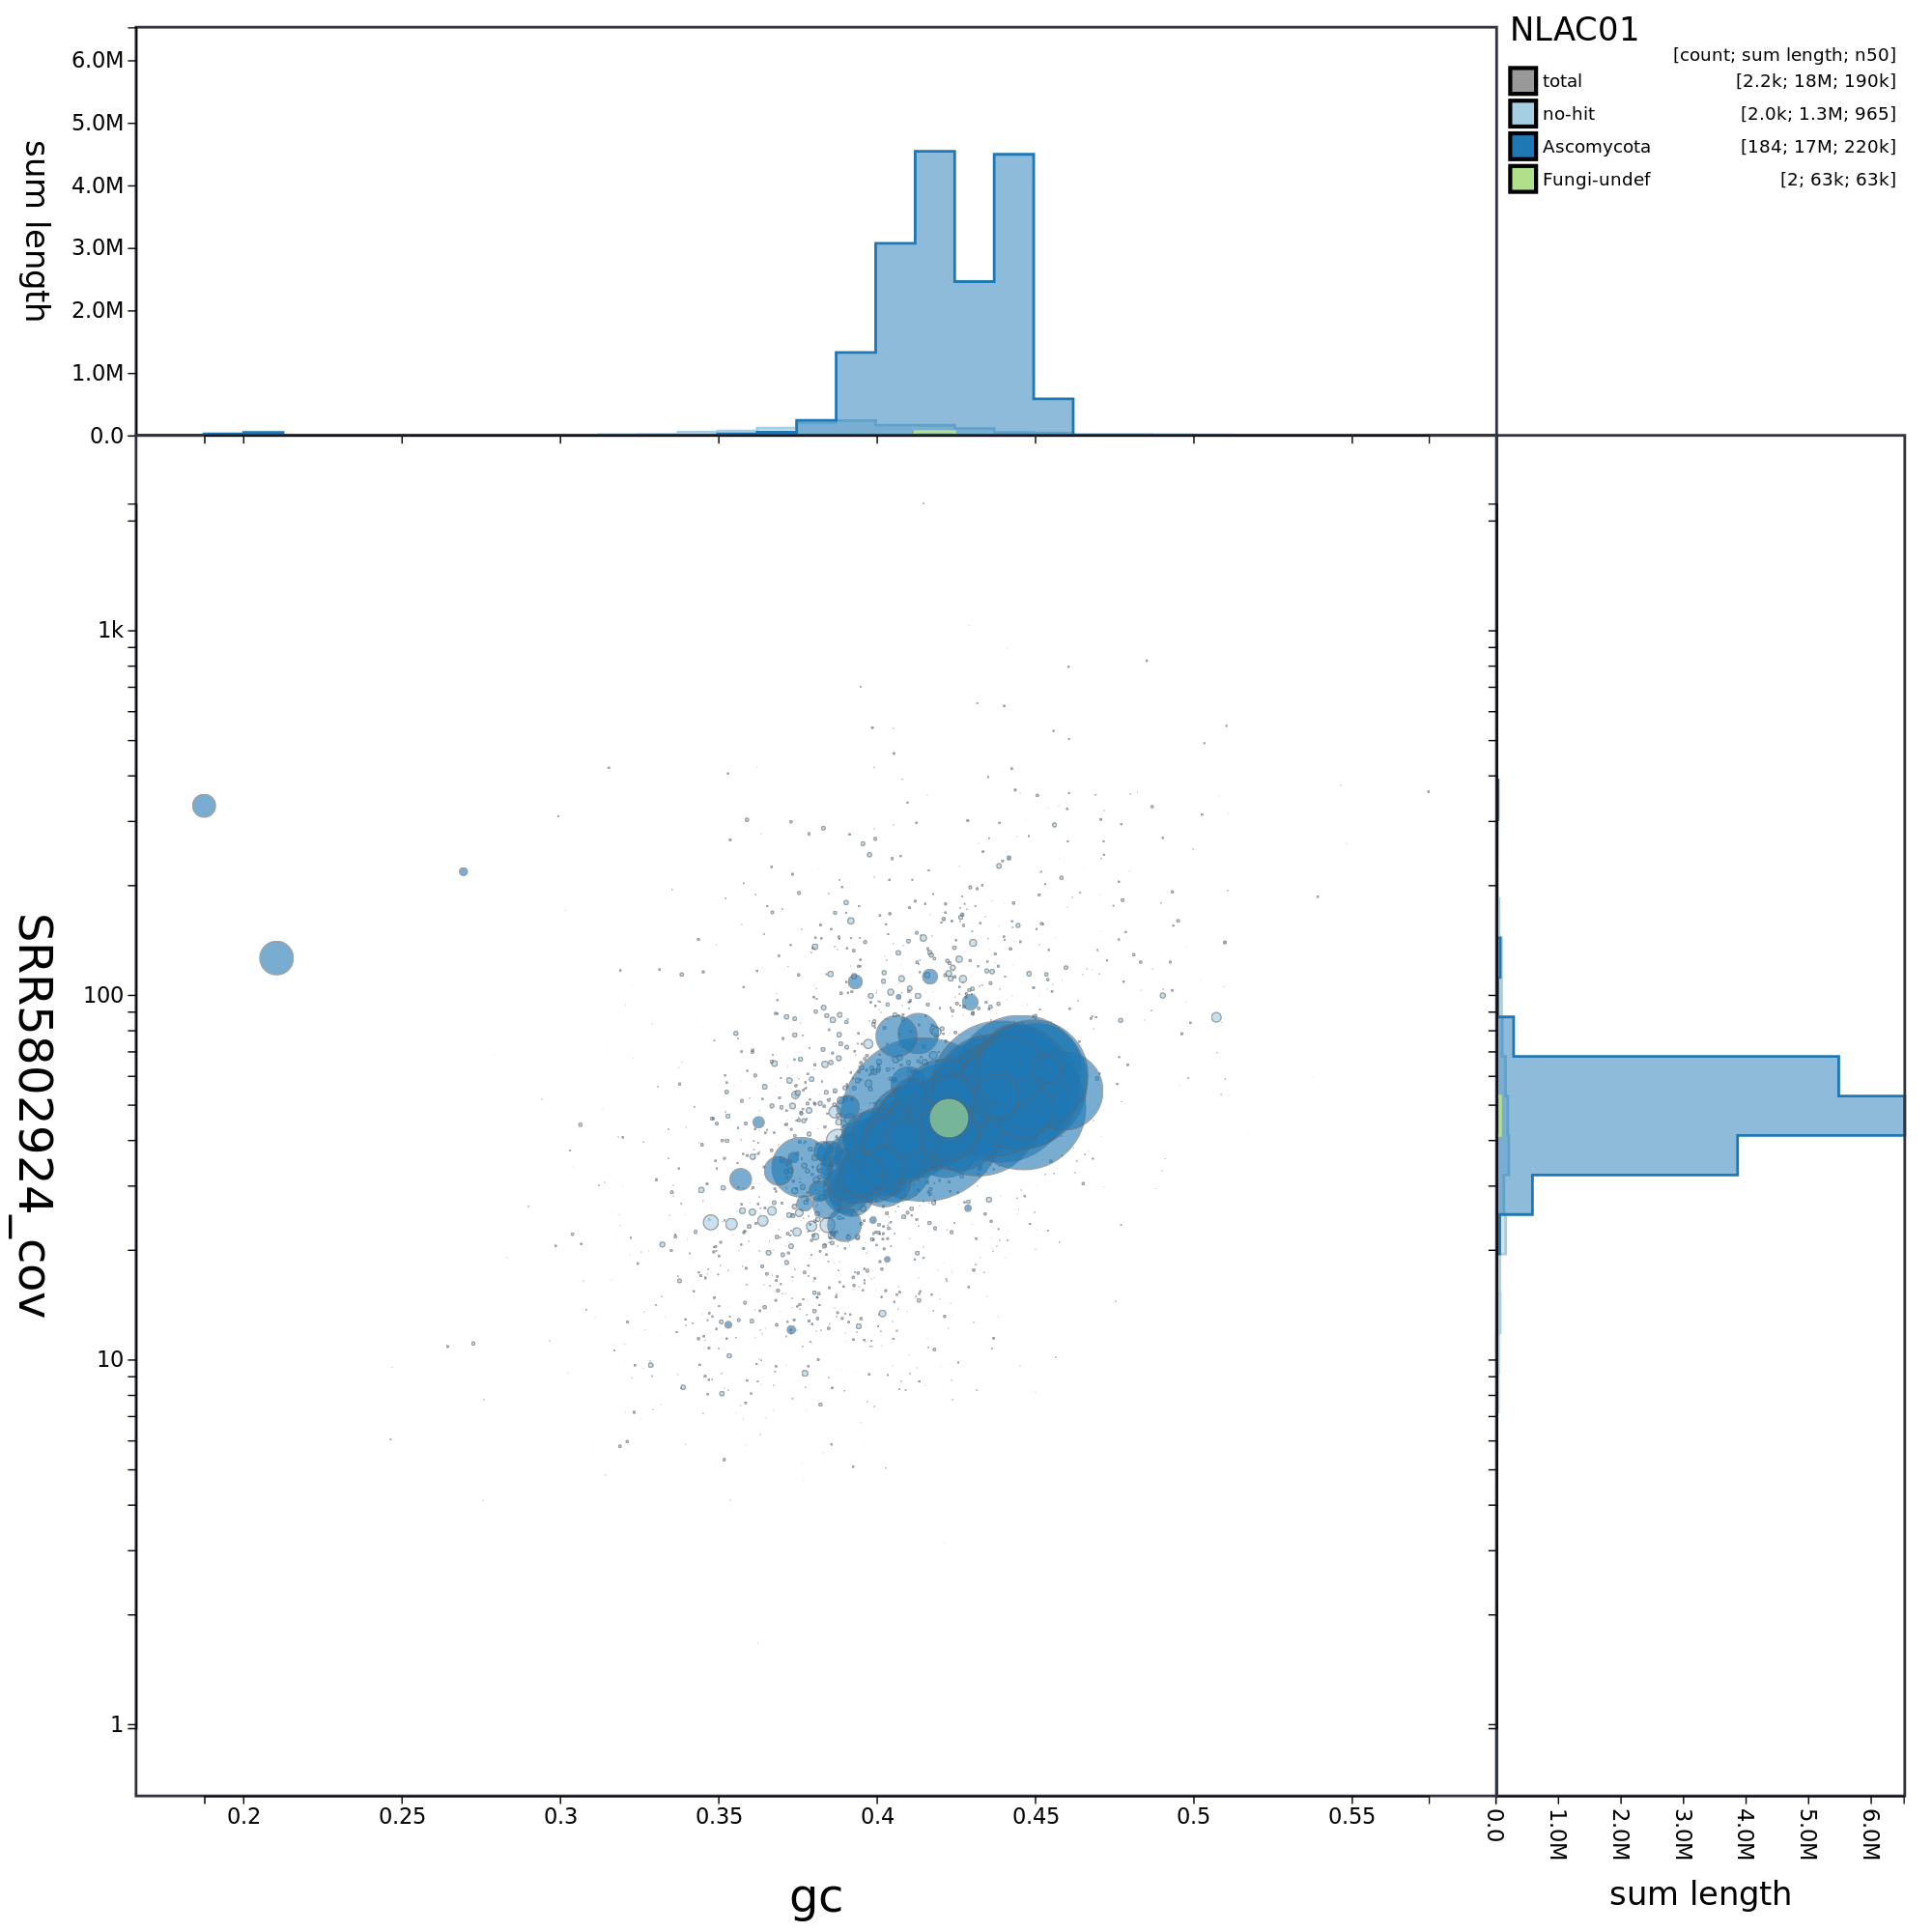 NLAC01
[count; sum length; n50]
total [2.2k; 18M; 190k]
no-hit [2.0k; 1.3M; 965]
Ascomycota [184; 17M; 220k]
Fungi-undef [2; 63k; 63k]
sum length
6.0M
5.0M
4.0M
3.0M
2.0M
1.0M
0.0
SRR5802924_cov
1k
100
10
1
0.2 0.25 0.3 0.35 0.4 0.45 0.5 0.55
gc
0.0 1.0M 2.0M 3.0M 4.0M 5.0M 6.0M
sum length